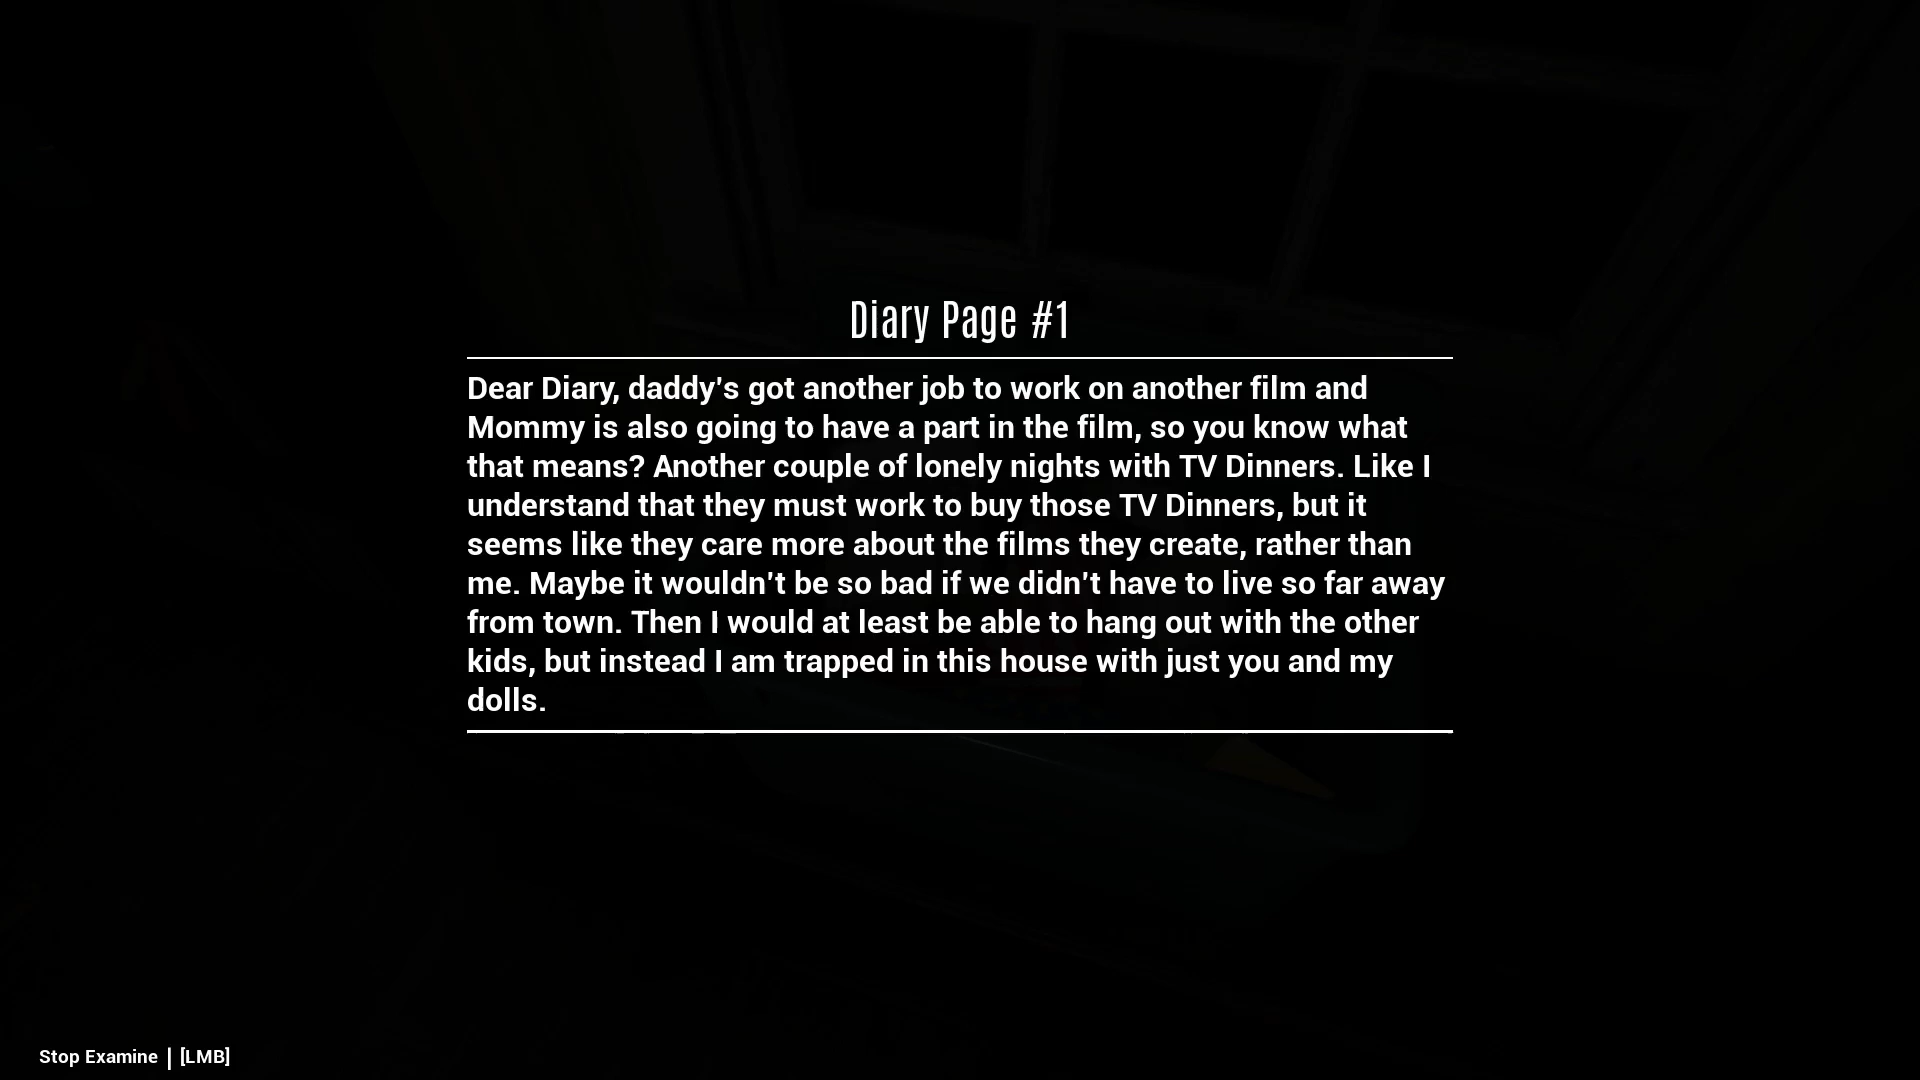 Diary Page #1
Dear Diary, daddy's got another job to work on another film and
Mommy is also going to have a part in the film, so you know what
that means? Another couple of lonely nights with TV Dinners. Like I
understand that they must work to buy those TV Dinners, but it
seems like they care more about the films they create, rather than
me. Maybe it wouldn't be so bad if we didn't have to live so far away
from town. Then I would at least be able to hang out with the other
kids, but instead I am trapped in this house with just you and my
dolls.
Stop Examine | [LMB]